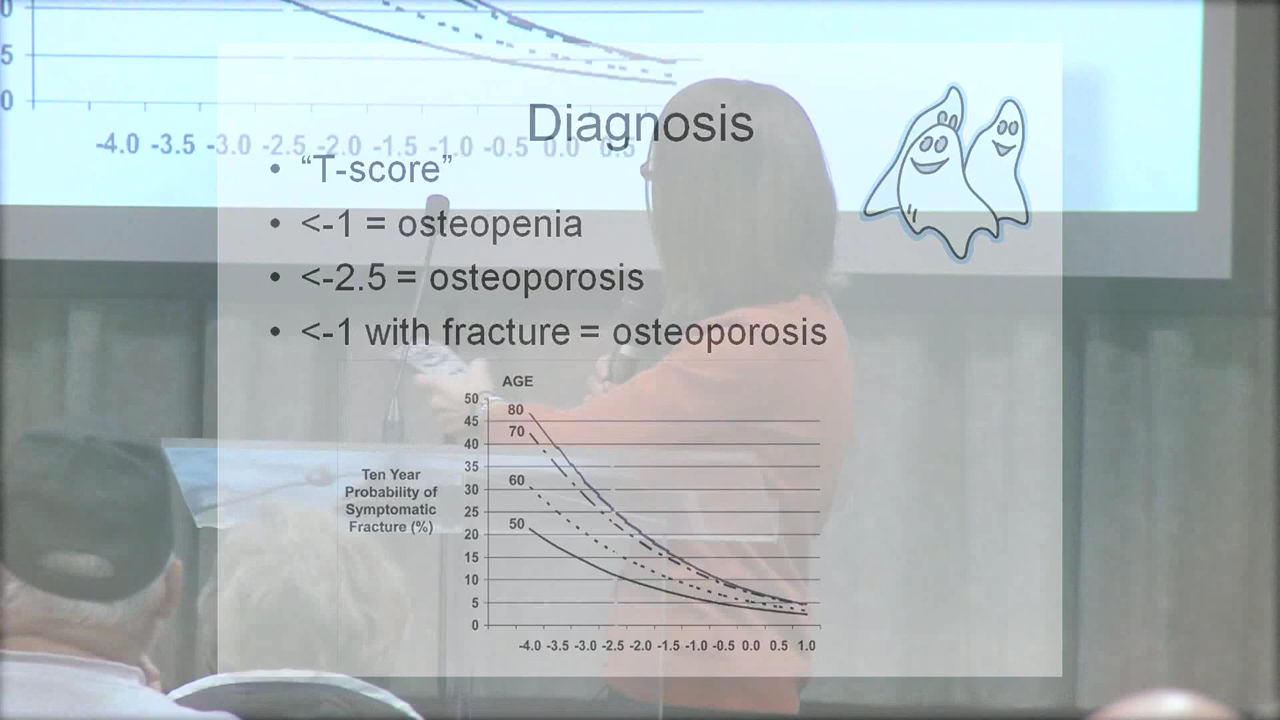 0
5
0
-4.0 -3.5 -3.0 -2.5 -2.0 -1.5 -1.0 -0.5 0.0 0.5
Diagnosis
• “T-score”
• <-1 = osteopenia
• <-2.5 = osteoporosis
• <-1 with fracture = osteoporosis
AGE
50
80
45
70
40
35
60
30
25
50
20
15
10
5
0
Ten Year
Probability of
Symptomatic
Fracture (%)
-4.0 -3.5 -3.0 -2.5 -2.0 -1.5 -1.0 -0.5 0.0 0.5 1.0